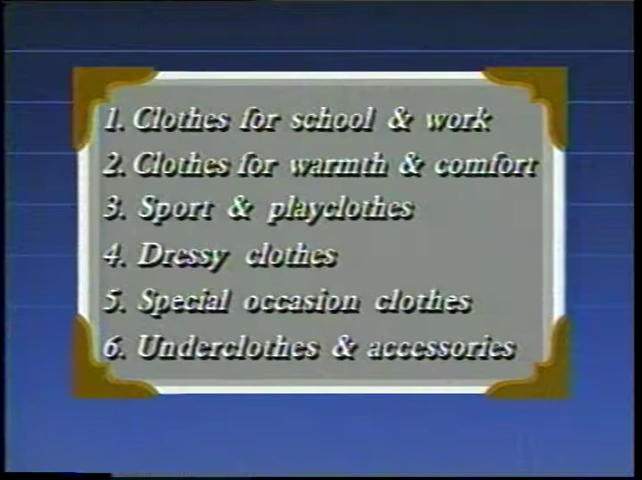 1. Clothes for school & work
2. Clothes for warmth & comfort
3. Sport & playclothes
4. Dressy clothes
5. Special occasion clothes
6. Underclothes & accessories